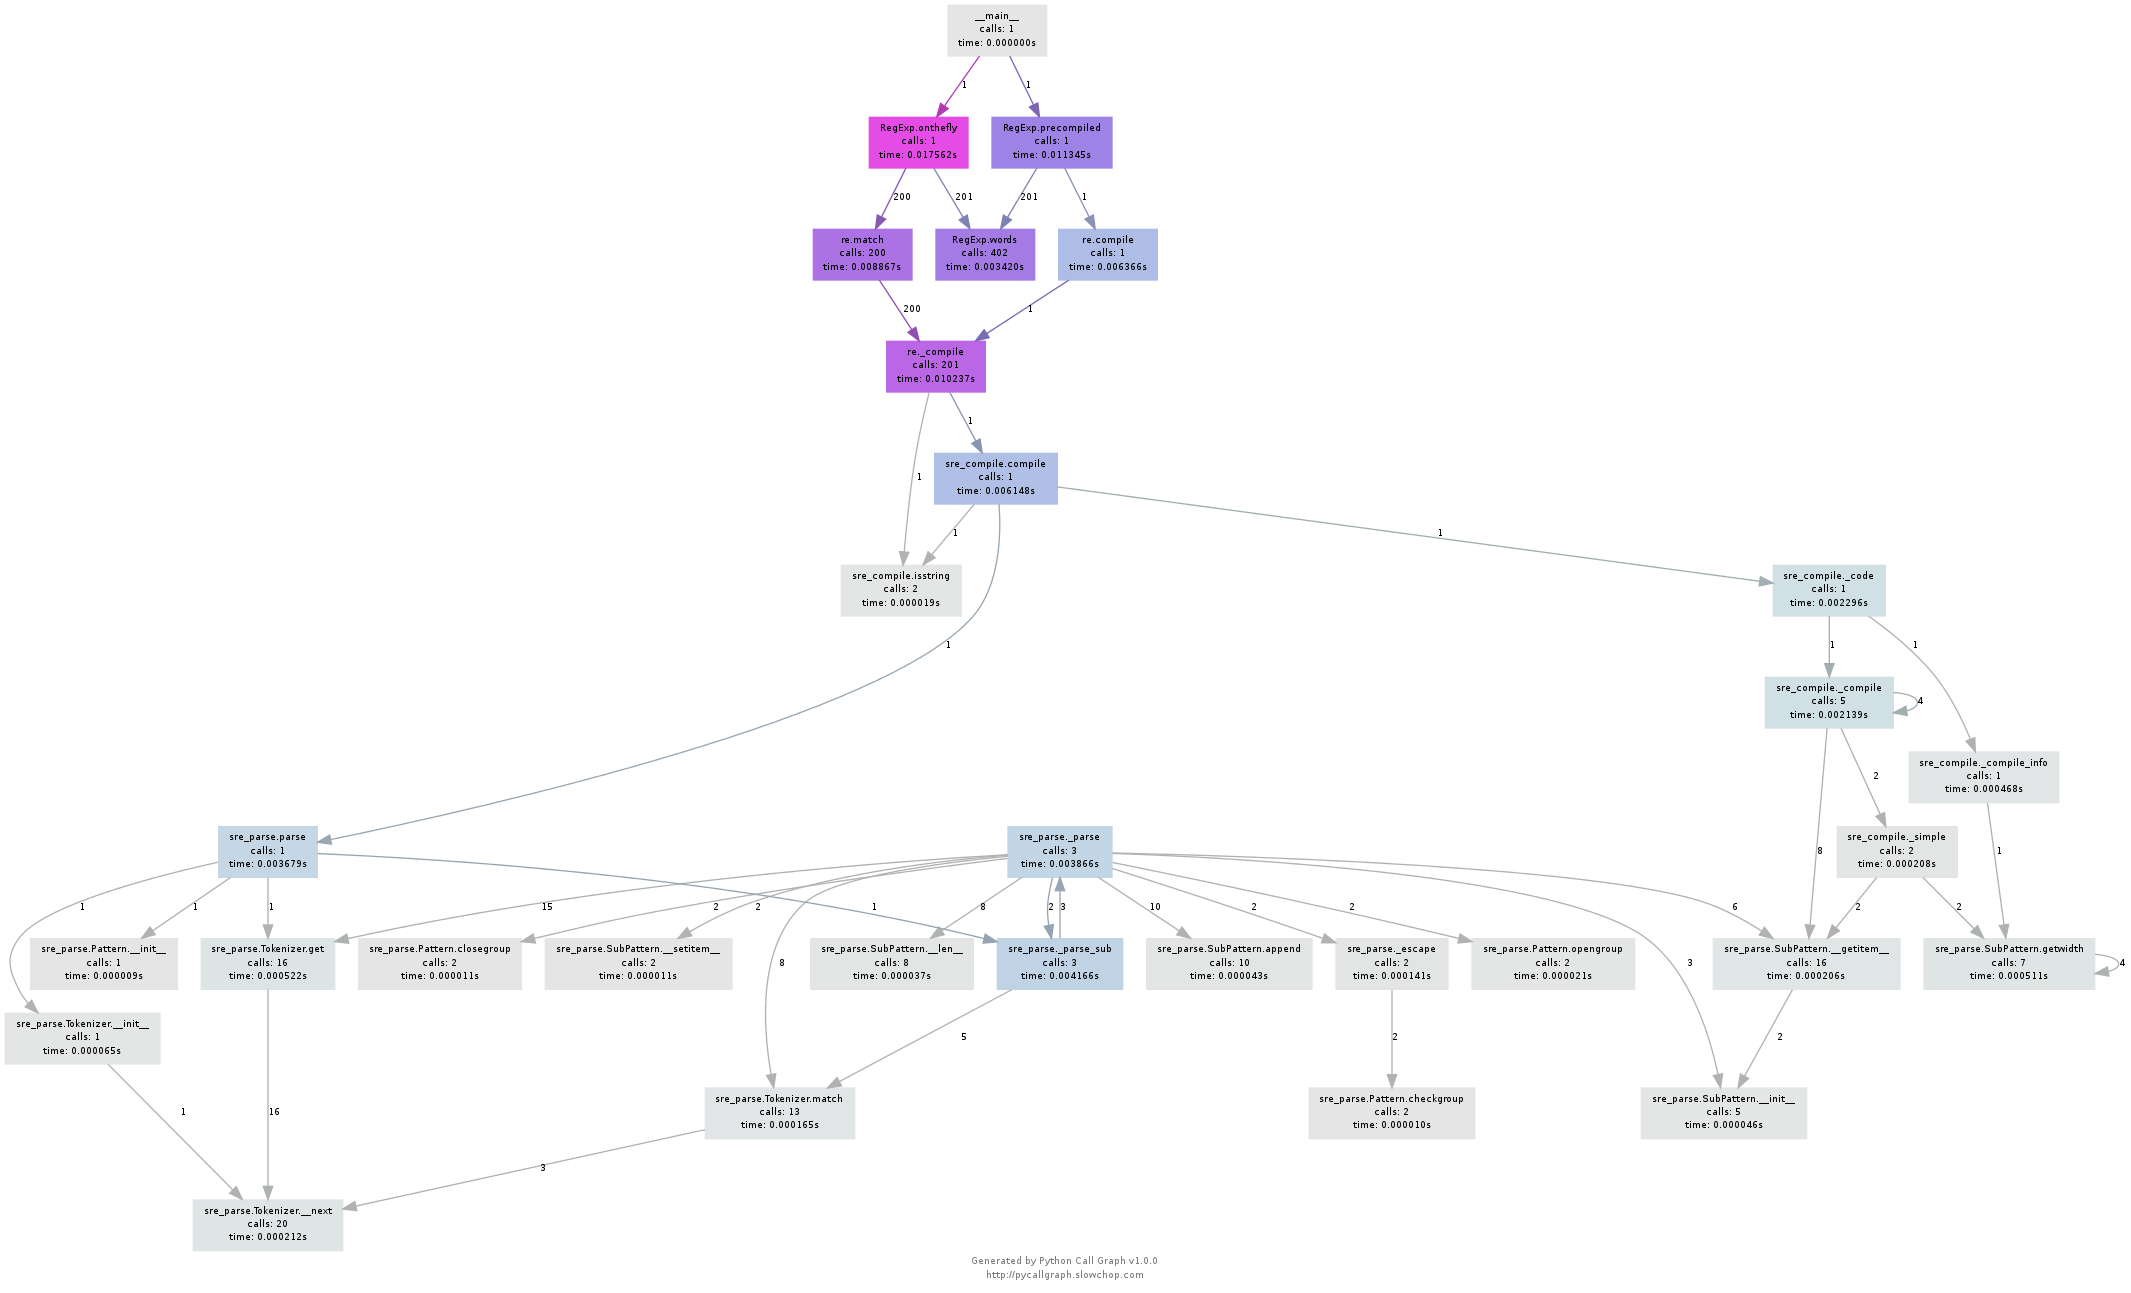 __main__
calls: 1
time: 0.000000s
1
1
RegExp.onthefly
calls: 1
time: 0.017562s
RegExp.precompiled
calls: 1
time: 0.011345s
200
201
201
1
re.match
calls: 200
time: 0.008867s
RegExp.words
calls: 402
time: 0.003420s
re.compile
calls: 1
time: 0.006366s
200
1
re._compile
calls: 201
time: 0.010237s
1
1
sre_compile.compile
calls: 1
time: 0.006148s
1
1
1
sre_compile.isstring
calls: 2
time: 0.000019s
sre_compile._code
calls: 1
time: 0.002296s
1
1
sre_compile._compile
calls: 5
time: 0.002139s
4
8
2
sre_compile._compile_info
calls: 1
time: 0.000468s
1
sre_parse.parse
calls: 1
time: 0.003679s
sre_parse._parse
calls: 3
time: 0.003866s
sre_compile._simple
calls: 2
time: 0.000208s
1
1
1
15
2
2
8
1
8
2
3
10
2
2
3
6
2
2
sre_parse.Pattern.__init__
calls: 1
time: 0.000009s
sre_parse.Tokenizer.get
calls: 16
time: 0.000522s
sre_parse.Pattern.closegroup
calls: 2
time: 0.000011s
sre_parse.SubPattern.__setitem__
calls: 2
time: 0.000011s
sre_parse.SubPattern.__len__
calls: 8
time: 0.000037s
sre_parse._parse_sub
calls: 3
time: 0.004166s
sre_parse.SubPattern.append
calls: 10
time: 0.000043s
sre_parse._escape
calls: 2
time: 0.000141s
sre_parse.Pattern.opengroup
calls: 2
time: 0.000021s
sre_parse.SubPattern.__getitem__
calls: 16
time: 0.000206s
sre_parse.SubPattern.getwidth
calls: 7
time: 0.000511s
4
sre_parse.Tokenizer.__init__
calls: 1
time: 0.000065s
5
2
2
sre_parse.Tokenizer.match
calls: 13
time: 0.000165s
sre_parse.Pattern.checkgroup
calls: 2
time: 0.000010s
sre_parse.SubPattern.__init__
calls: 5
time: 0.000046s
1
16
3
sre_parse.Tokenizer.__next
calls: 20
time: 0.000212s
Generated by Python Call Graph v1.0.0
http://pycallgraph.slowchop.com